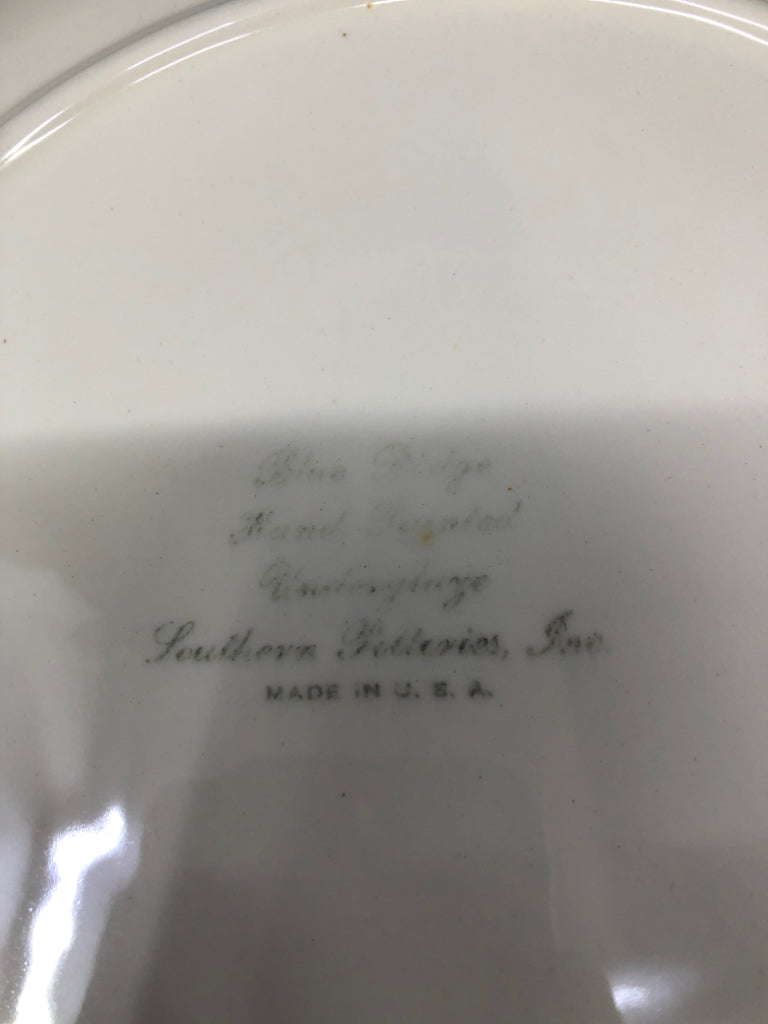 Blue Ridge
Hand Painted
Underglaze
Southern Potteries, Inc.
MADE IN U. S. A.